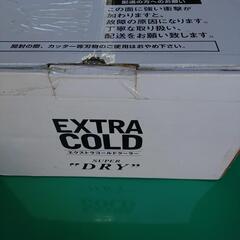 配送の方へのお願い
この面に強い衝撃が
加わりますと、
故障の原因になります。
丁寧な取り扱い、
配送をお願い致します。
開封の際、カッター等刃物のご使用はおやめ下さい。
EXTRA
COLD
エクストラコールドクーラー
SUPER
"DRY"